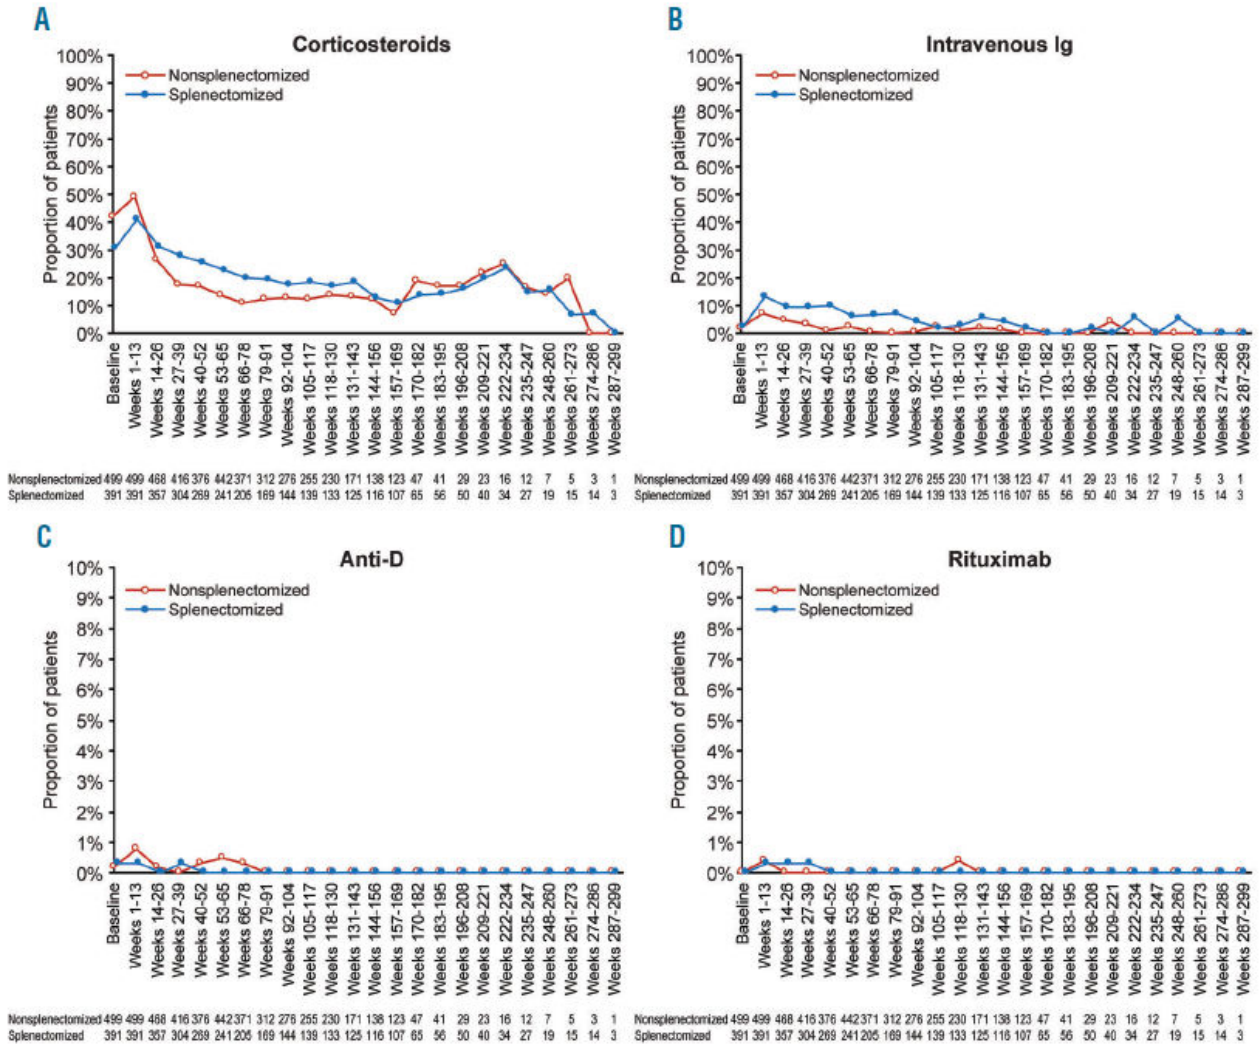 A
Corticosteroids
100%
90%
80%
70%
60%
50%
40%
30%
20%
10%
0%
Proportion of patients
Nonsplenectomized
Splenectomized
Baseline
Weeks 1-13
Weeks 14-26
Weeks 27-39
Weeks 40-52
Weeks 53-65
Weeks 66-78
Weeks 79-91
Weeks 92-104
Weeks 105-117
Weeks 118-130
Weeks 131-143
Weeks 144-156
Weeks 157-169
Weeks 170-182
Weeks 183-195
Weeks 196-208
Weeks 209-221
Weeks 222-234
Weeks 235-247
Weeks 248-260
Weeks 261-273
Weeks 274-286
Weeks 287-299
Nonsplenectomized 499 499 468 416 376 442 371 312 276 255 230 171 138 123 47 41 29 23 16 12 7 5 3 1
Splenectomized 391 391 357 304 269 241 205 169 144 139 133 125 116 107 65 56 50 40 34 27 19 15 14 3
B
Intravenous Ig
100%
90%
80%
70%
60%
50%
40%
30%
20%
10%
0%
Proportion of patients
Nonsplenectomized
Splenectomized
Baseline
Weeks 1-13
Weeks 14-26
Weeks 27-39
Weeks 40-52
Weeks 53-65
Weeks 66-78
Weeks 79-91
Weeks 92-104
Weeks 105-117
Weeks 118-130
Weeks 131-143
Weeks 144-156
Weeks 157-169
Weeks 170-182
Weeks 183-195
Weeks 196-208
Weeks 209-221
Weeks 222-234
Weeks 235-247
Weeks 248-260
Weeks 261-273
Weeks 274-286
Weeks 287-299
Nonsplenectomized 499 499 468 416 376 442 371 312 276 255 230 171 138 123 47 41 29 23 16 12 7 5 3 1
Splenectomized 391 391 357 304 269 241 205 169 144 139 133 125 116 107 65 56 50 40 34 27 19 15 14 3
C
Anti-D
10%
9%
8%
7%
6%
5%
4%
3%
2%
1%
0%
Proportion of patients
Nonsplenectomized
Splenectomized
Baseline
Weeks 1-13
Weeks 14-26
Weeks 27-39
Weeks 40-52
Weeks 53-65
Weeks 66-78
Weeks 79-91
Weeks 92-104
Weeks 105-117
Weeks 118-130
Weeks 131-143
Weeks 144-156
Weeks 157-169
Weeks 170-182
Weeks 183-195
Weeks 196-208
Weeks 209-221
Weeks 222-234
Weeks 235-247
Weeks 248-260
Weeks 261-273
Weeks 274-286
Weeks 287-299
Nonsplenectomized 499 499 468 416 376 442 371 312 276 255 230 171 138 123 47 41 29 23 16 12 7 5 3 1
Splenectomized 391 391 357 304 269 241 205 169 144 139 133 125 116 107 65 56 50 40 34 27 19 15 14 3
D
Rituximab
10%
9%
8%
7%
6%
5%
4%
3%
2%
1%
0%
Proportion of patients
Nonsplenectomized
Splenectomized
Baseline
Weeks 1-13
Weeks 14-26
Weeks 27-39
Weeks 40-52
Weeks 53-65
Weeks 66-78
Weeks 79-91
Weeks 92-104
Weeks 105-117
Weeks 118-130
Weeks 131-143
Weeks 144-156
Weeks 157-169
Weeks 170-182
Weeks 183-195
Weeks 196-208
Weeks 209-221
Weeks 222-234
Weeks 235-247
Weeks 248-260
Weeks 261-273
Weeks 274-286
Weeks 287-299
Nonsplenectomized 499 499 468 416 376 442 371 312 276 255 230 171 138 123 47 41 29 23 16 12 7 5 3 1
Splenectomized 391 391 357 304 269 241 205 169 144 139 133 125 116 107 65 56 50 40 34 27 19 15 14 3